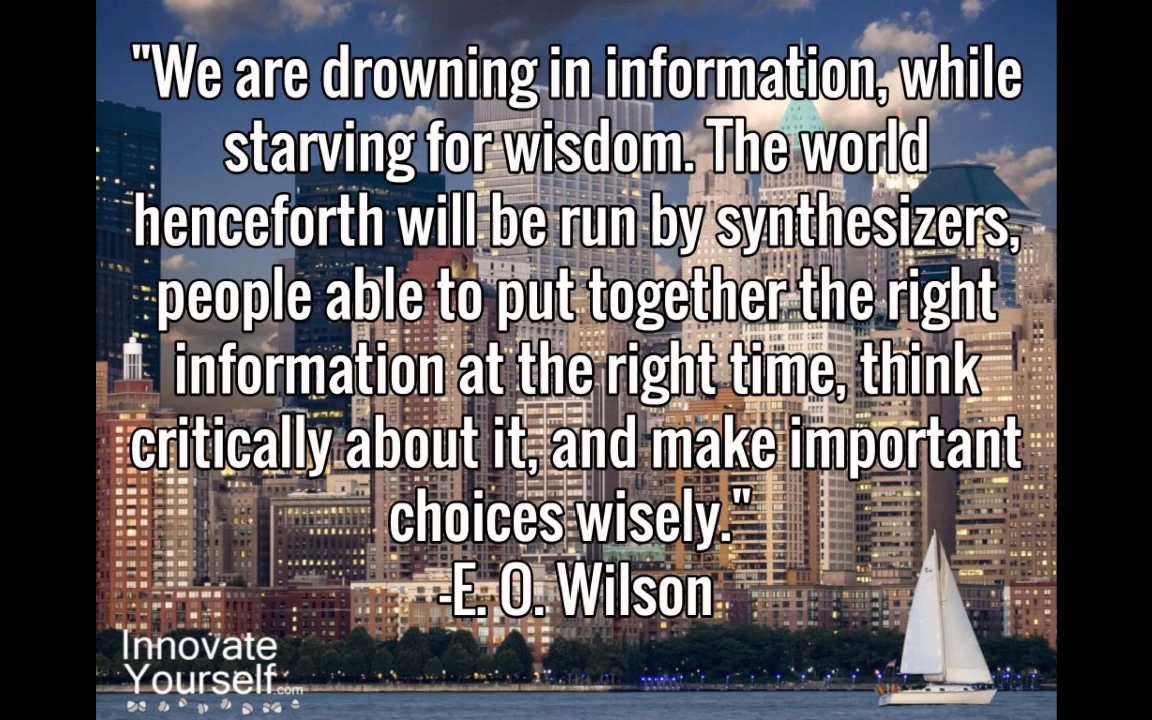 "We are drowning in information, while
starving for wisdom. The world
henceforth will be run by synthesizers,
people able to put together the right
information at the right time, think
critically about it, and make important
choices wisely."
-E. O. Wilson
Innovate
Yourself.com